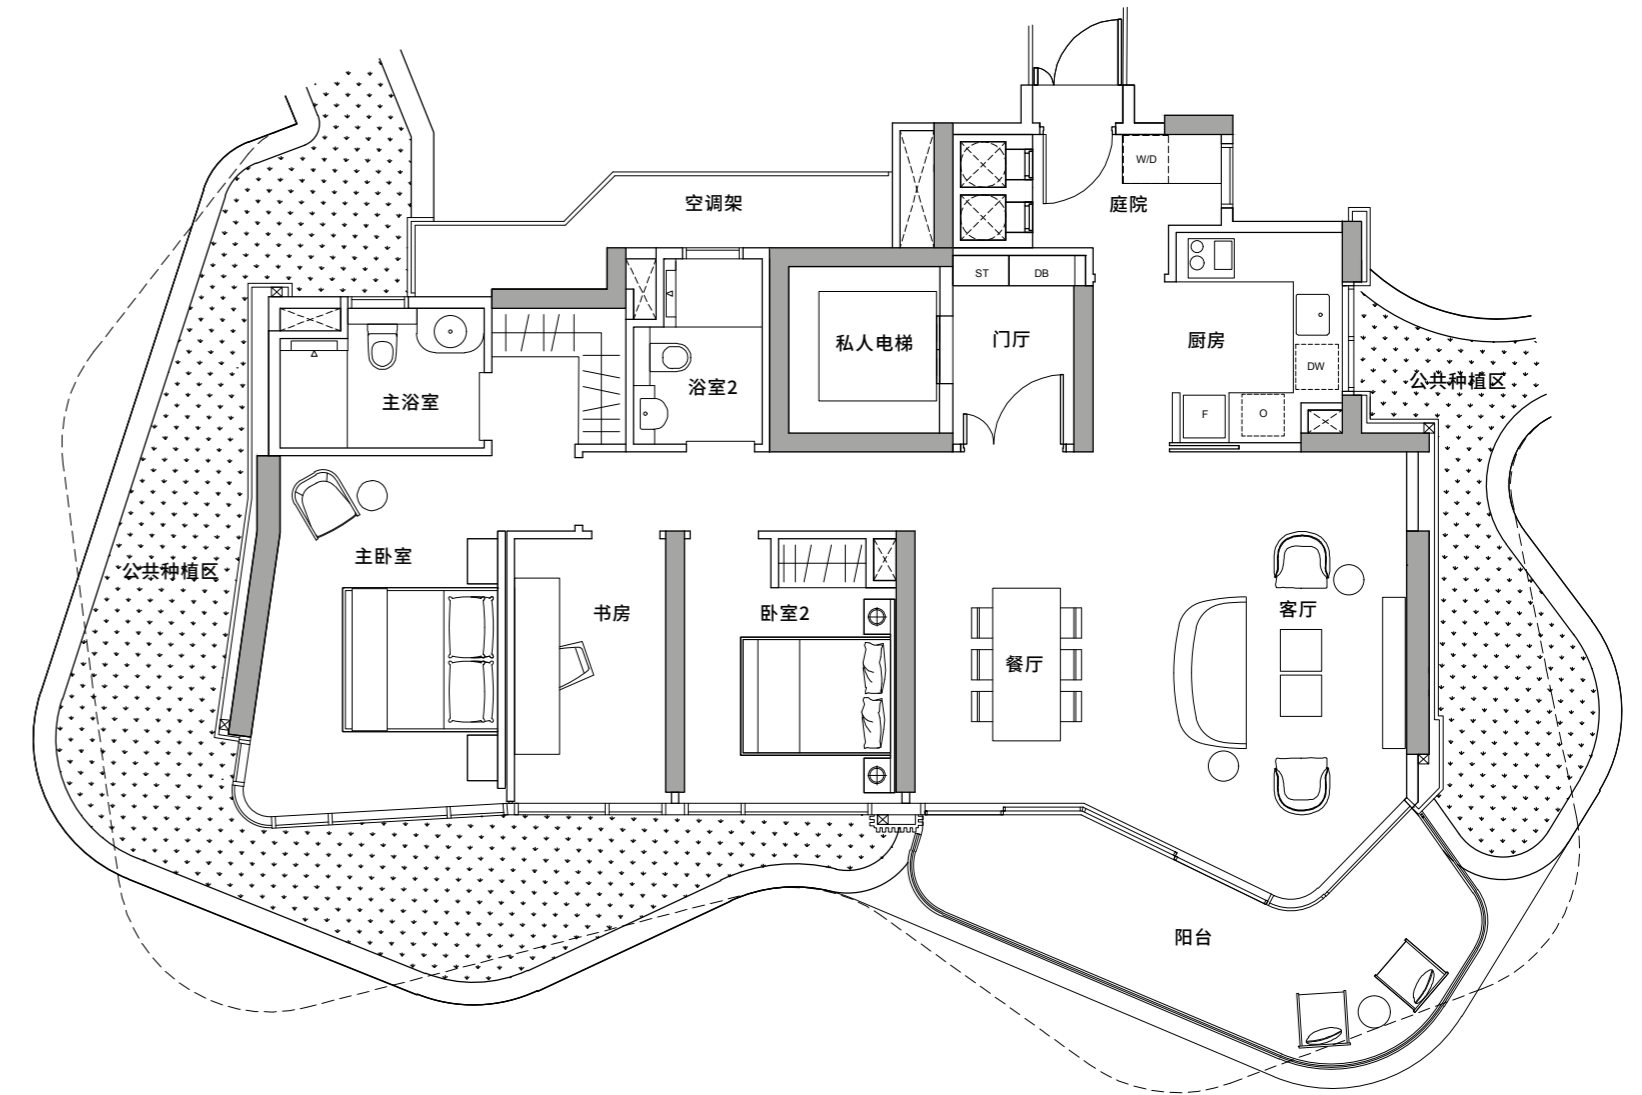 W/D
空调架
庭院
ST
DB
私人电梯
门厅
厨房
DW
公共种植区
浴室2
主浴室
F
O
主卧室
公共种植区
书房
卧室2
客厅
餐厅
阳台